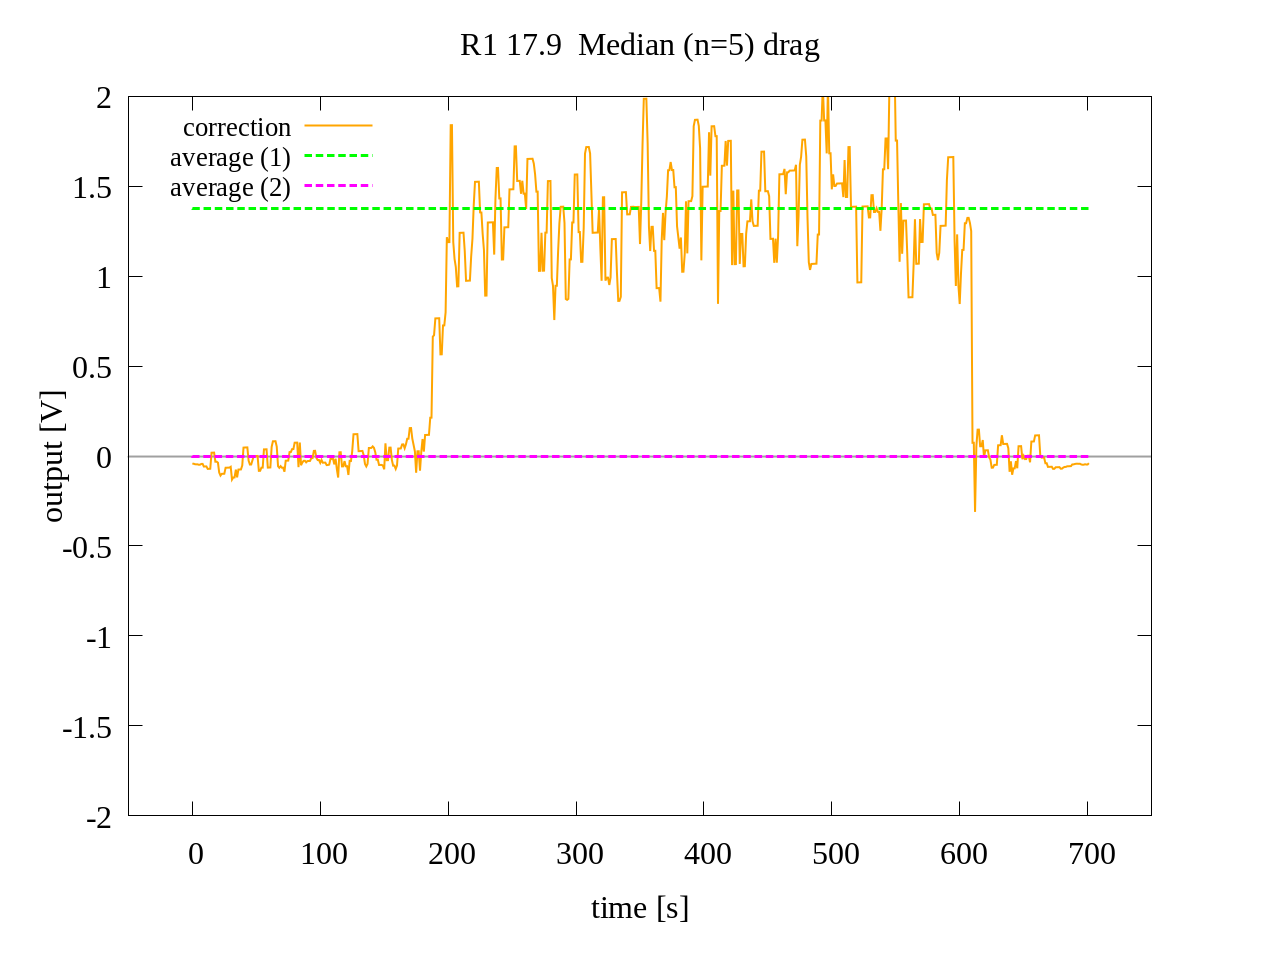 R1 17.9  Median (n=5) drag
correction
average (1)
average (2)
2
1.5
1
0.5
0
-0.5
-1
-1.5
-2
output [V]
0 100 200 300 400 500 600 700
time [s]